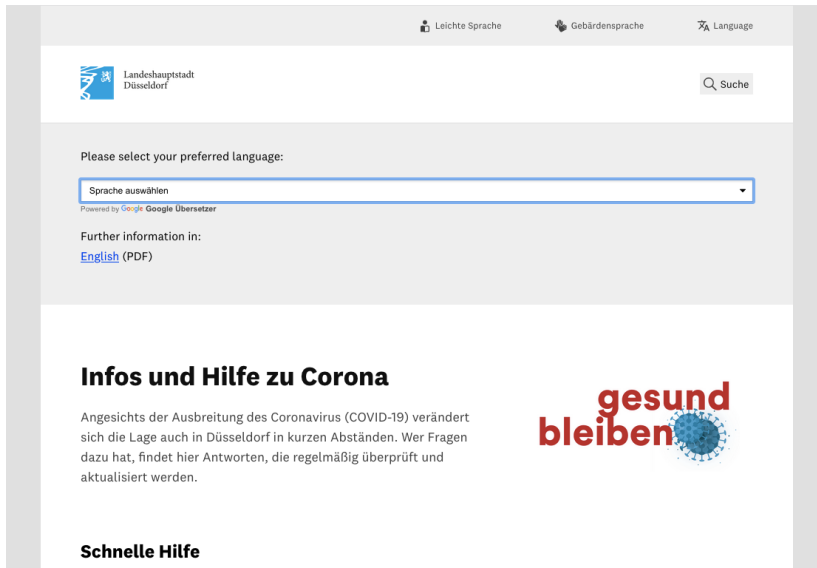 Leichte Sprache
Gebärdensprache
Language
Landeshauptstadt
Düsseldorf
Suche
Please select your preferred language:
Sprache auswählen
Powered by Google Google Übersetzer
Further information in:
English (PDF)
Infos und Hilfe zu Corona
Angesichts der Ausbreitung des Coronavirus (COVID-19) verändert
sich die Lage auch in Düsseldorf in kurzen Abständen. Wer Fragen
dazu hat, findet hier Antworten, die regelmäßig überprüft und
aktualisiert werden.
gesund
bleiben
Schnelle Hilfe